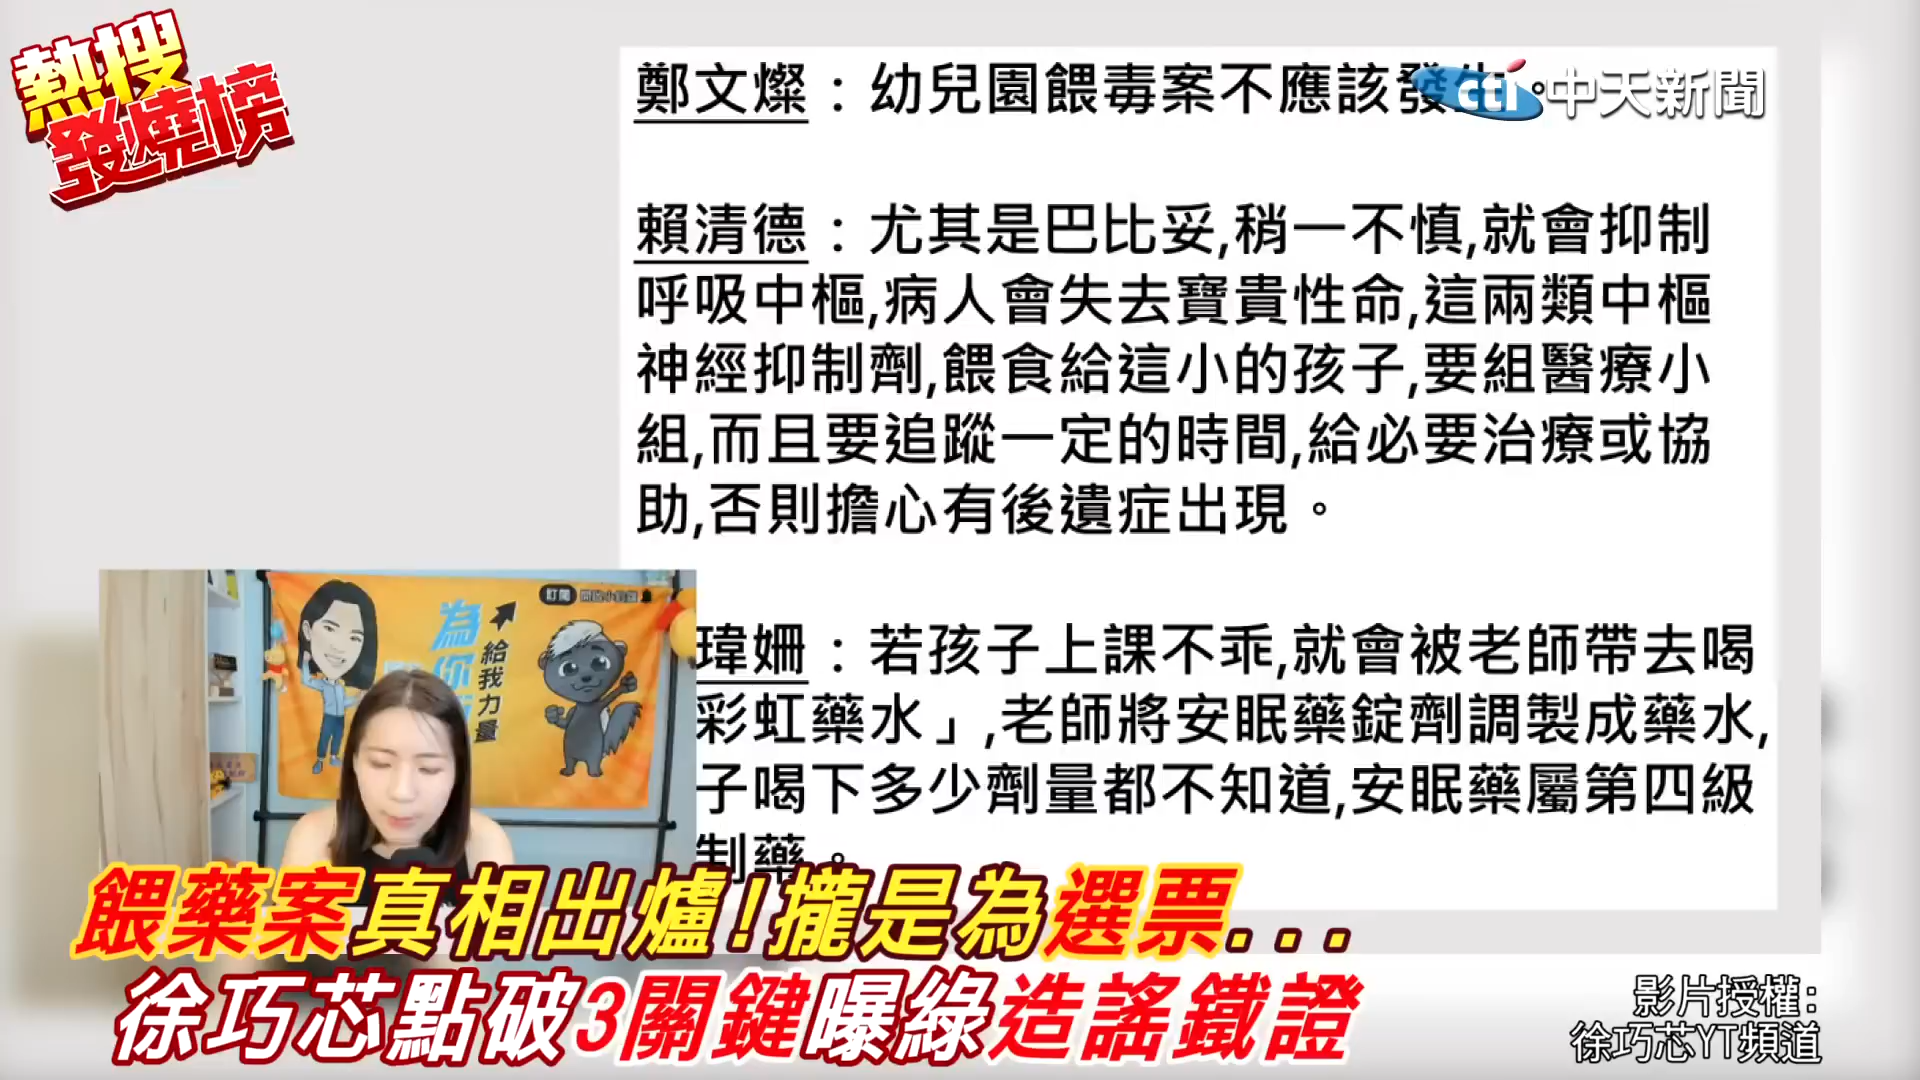 熱搜
發燒榜
cti 中天新聞
鄭文燦：幼兒園餵毒案不應該發生。
賴清德：尤其是巴比妥,稍一不慎,就會抑制
呼吸中樞,病人會失去寶貴性命,這兩類中樞
神經抑制劑,餵食給這小的孩子,要組醫療小
組,而且要追蹤一定的時間,給必要治療或協
助,否則擔心有後遺症出現。
瑋姍：若孩子上課不乖,就會被老師帶去喝
彩虹藥水」,老師將安眠藥錠劑調製成藥水,
子喝下多少劑量都不知道,安眠藥屬第四級
制藥。
訂閱
為你
給我力量
餵藥案真相出爐!攏是為選票...
徐巧芯點破3關鍵曝綠造謠鐵證
影片授權:
徐巧芯YT頻道